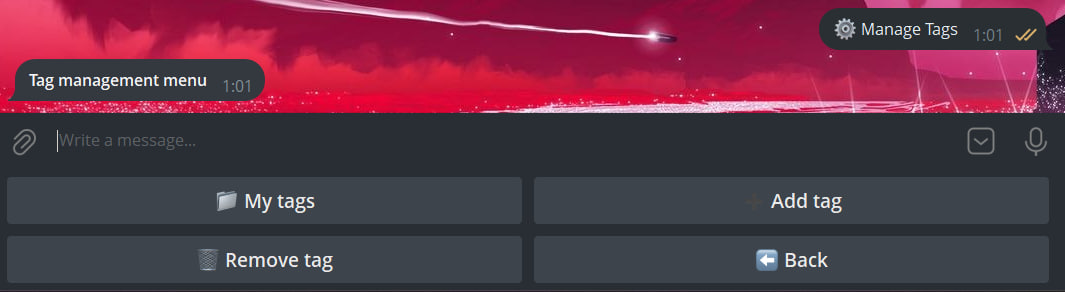 ⚙️ Manage Tags 1:01
Tag management menu 1:01
Write a message...
📁 My tags
➕ Add tag
🗑️ Remove tag
⬅️ Back